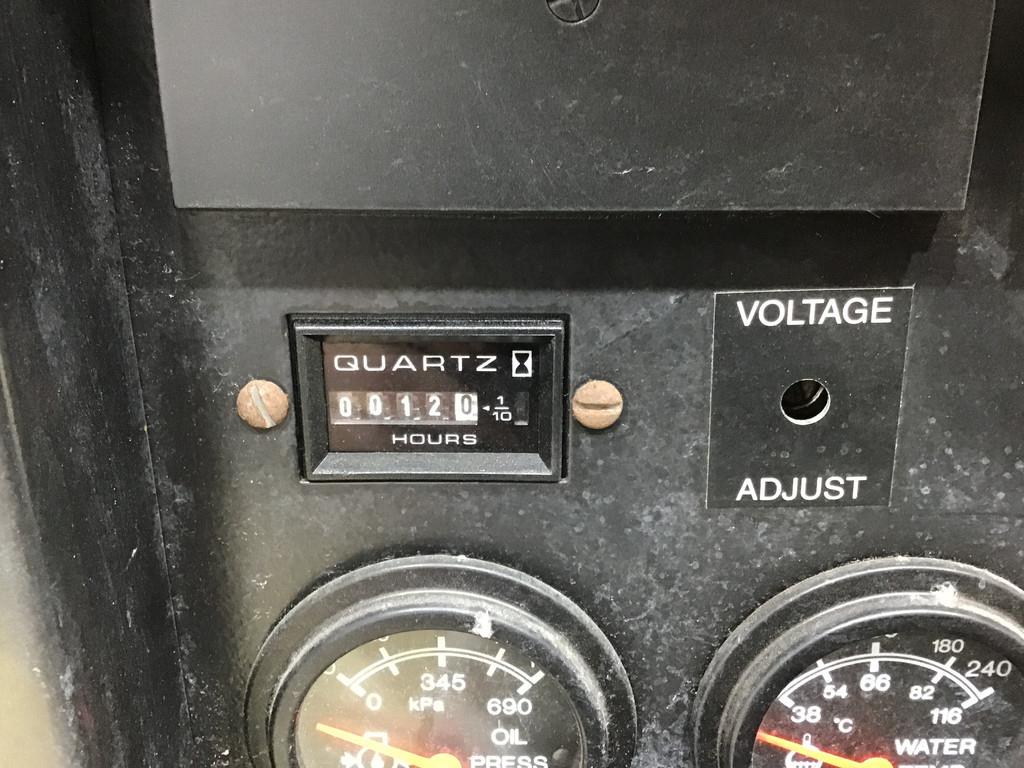 QUARTZ
00120 1/10
HOURS
VOLTAGE
ADJUST
345
0 690
kPa
OIL
PRESS
180
240
66
54 82
38 116
°C
WATER